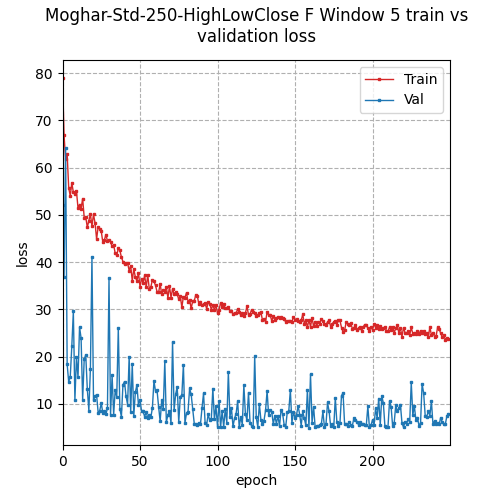 Moghar-Std-250-HighLowClose F Window 5 train vs
validation loss
80
70
60
50
40
30
20
10
loss
Train
Val
0
50
100
150
200
epoch